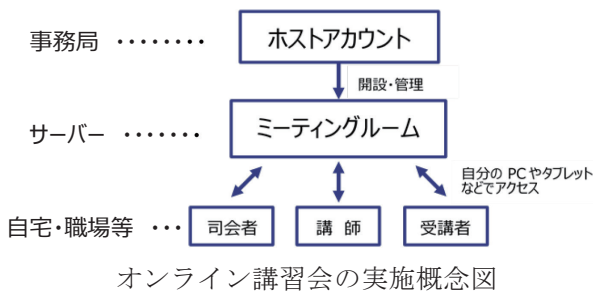 事務局 ········ ホストアカウント
開設・管理
サーバー ······· ミーティングルーム
自分の PC やタブレット
などでアクセス
自宅・職場等 ··· 司会者 講 師 受講者
オンライン講習会の実施概念図